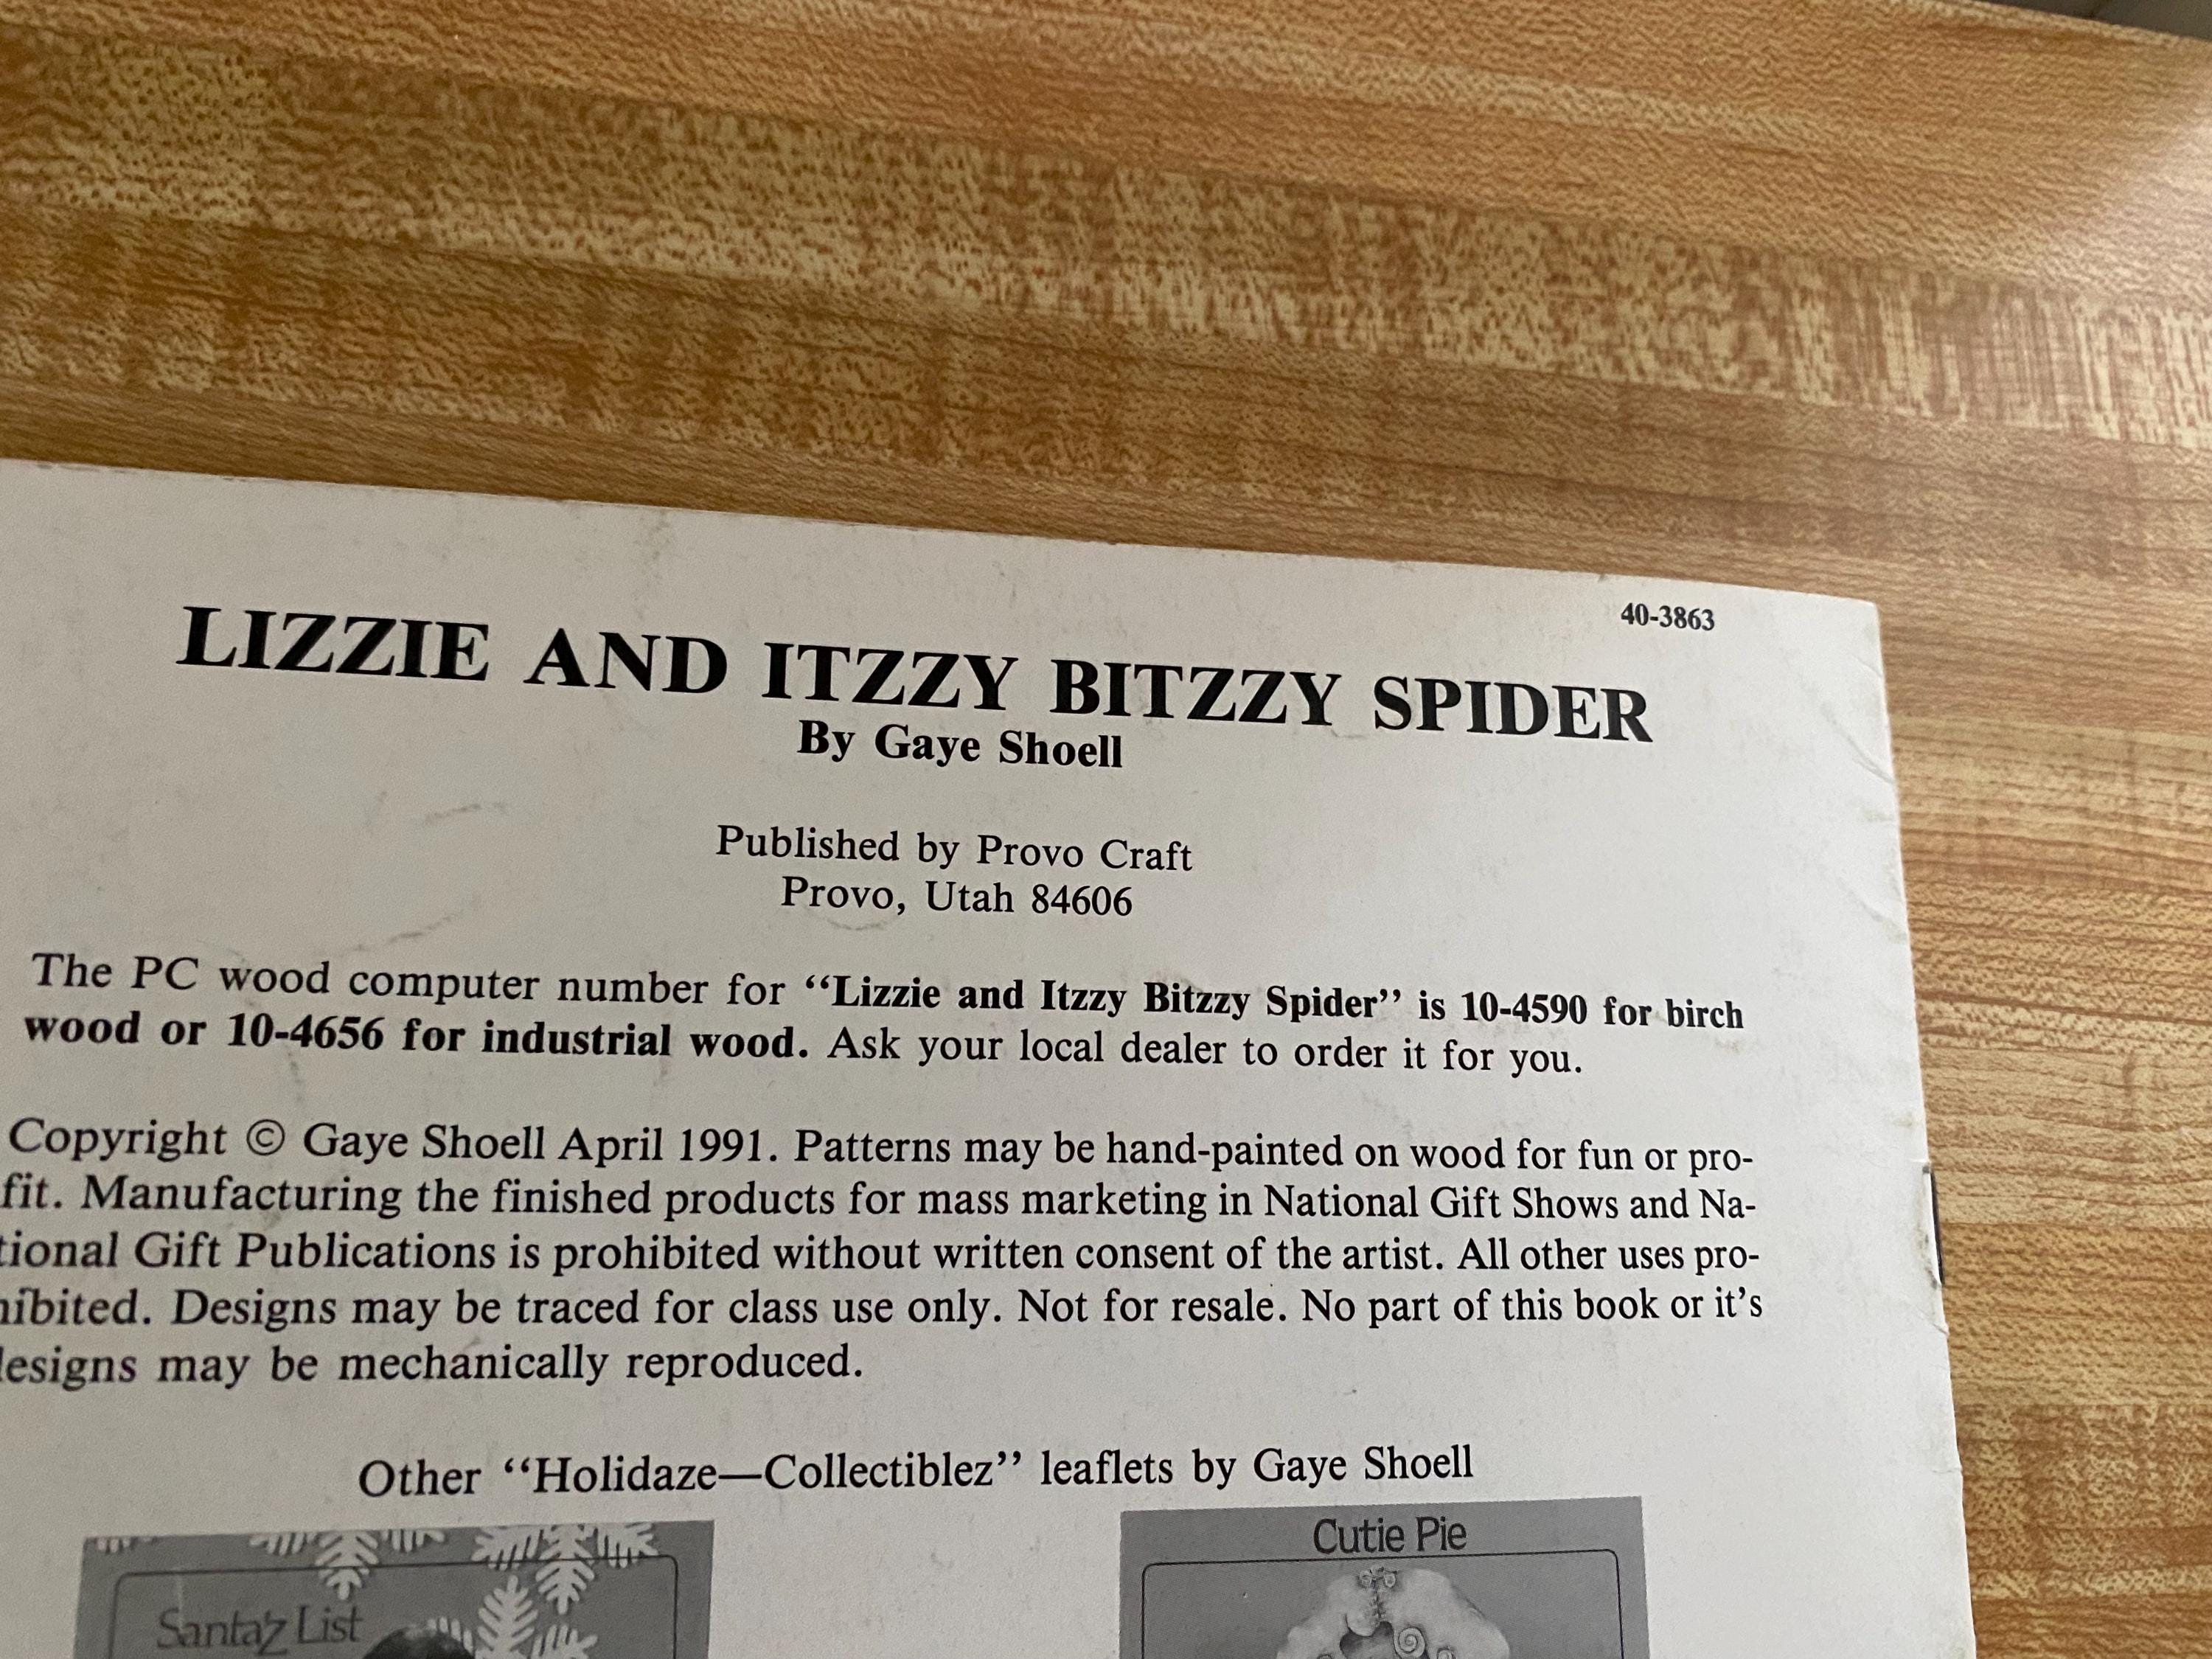 40-3863
LIZZIE AND ITZZY BITZZY SPIDER
By Gaye Shoell
Published by Provo Craft
Provo, Utah 84606
The PC wood computer number for “Lizzie and Itzzy Bitzzy Spider” is 10-4590 for birch
wood or 10-4656 for industrial wood. Ask your local dealer to order it for you.
Copyright © Gaye Shoell April 1991. Patterns may be hand-painted on wood for fun or pro-
fit. Manufacturing the finished products for mass marketing in National Gift Shows and Na-
tional Gift Publications is prohibited without written consent of the artist. All other uses pro-
hibited. Designs may be traced for class use only. Not for resale. No part of this book or it’s
designs may be mechanically reproduced.
Other “Holidaze—Collectiblez” leaflets by Gaye Shoell
Cutie Pie
Santa'z List